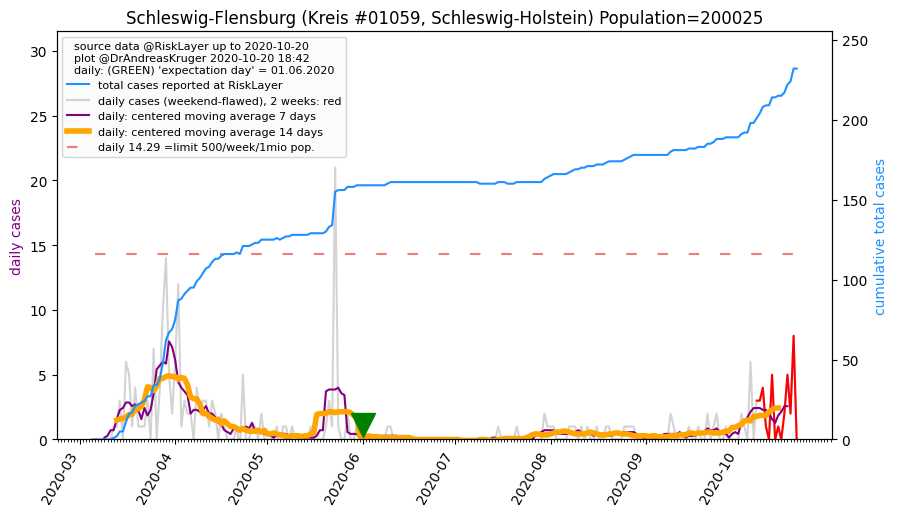 Schleswig-Flensburg (Kreis #01059, Schleswig-Holstein) Population=200025
source data @RiskLayer up to 2020-10-20
plot @DrAndreasKruger 2020-10-20 18:42
daily: (GREEN) 'expectation day' = 01.06.2020
total cases reported at RiskLayer
daily cases (weekend-flawed), 2 weeks: red
daily: centered moving average 7 days
daily: centered moving average 14 days
daily 14.29 =limit 500/week/1mio pop.
daily cases
30
25
20
15
10
5
0
cumulative total cases
250
200
150
100
50
0
2020-03
2020-04
2020-05
2020-06
2020-07
2020-08
2020-09
2020-10